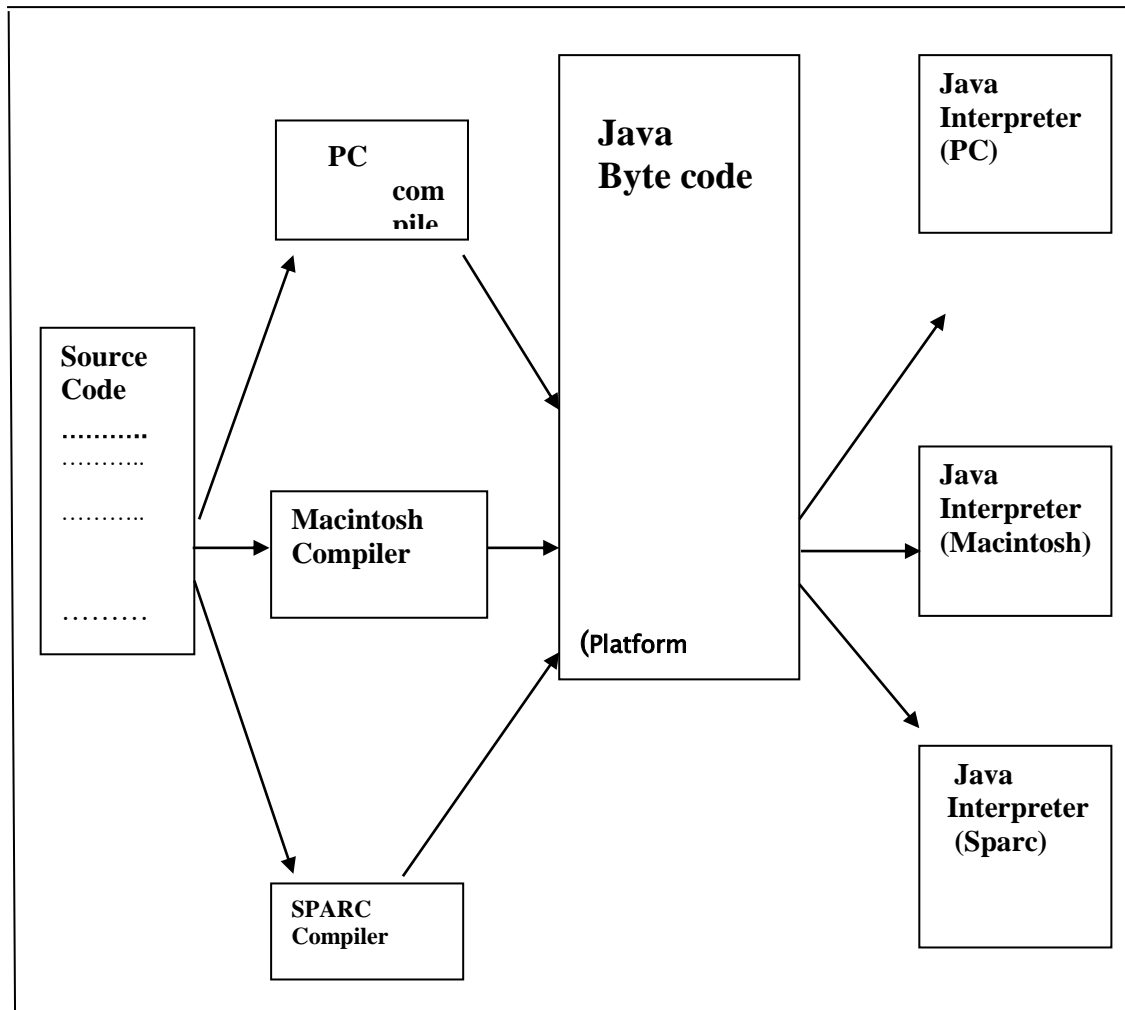 Source
Code
………..
………..
………..
………
PC
com
pile
Macintosh
Compiler
SPARC
Compiler
Java
Byte code
(Platform
Java
Interpreter
(PC)
Java
Interpreter
(Macintosh)
Java
Interpreter
(Sparc)